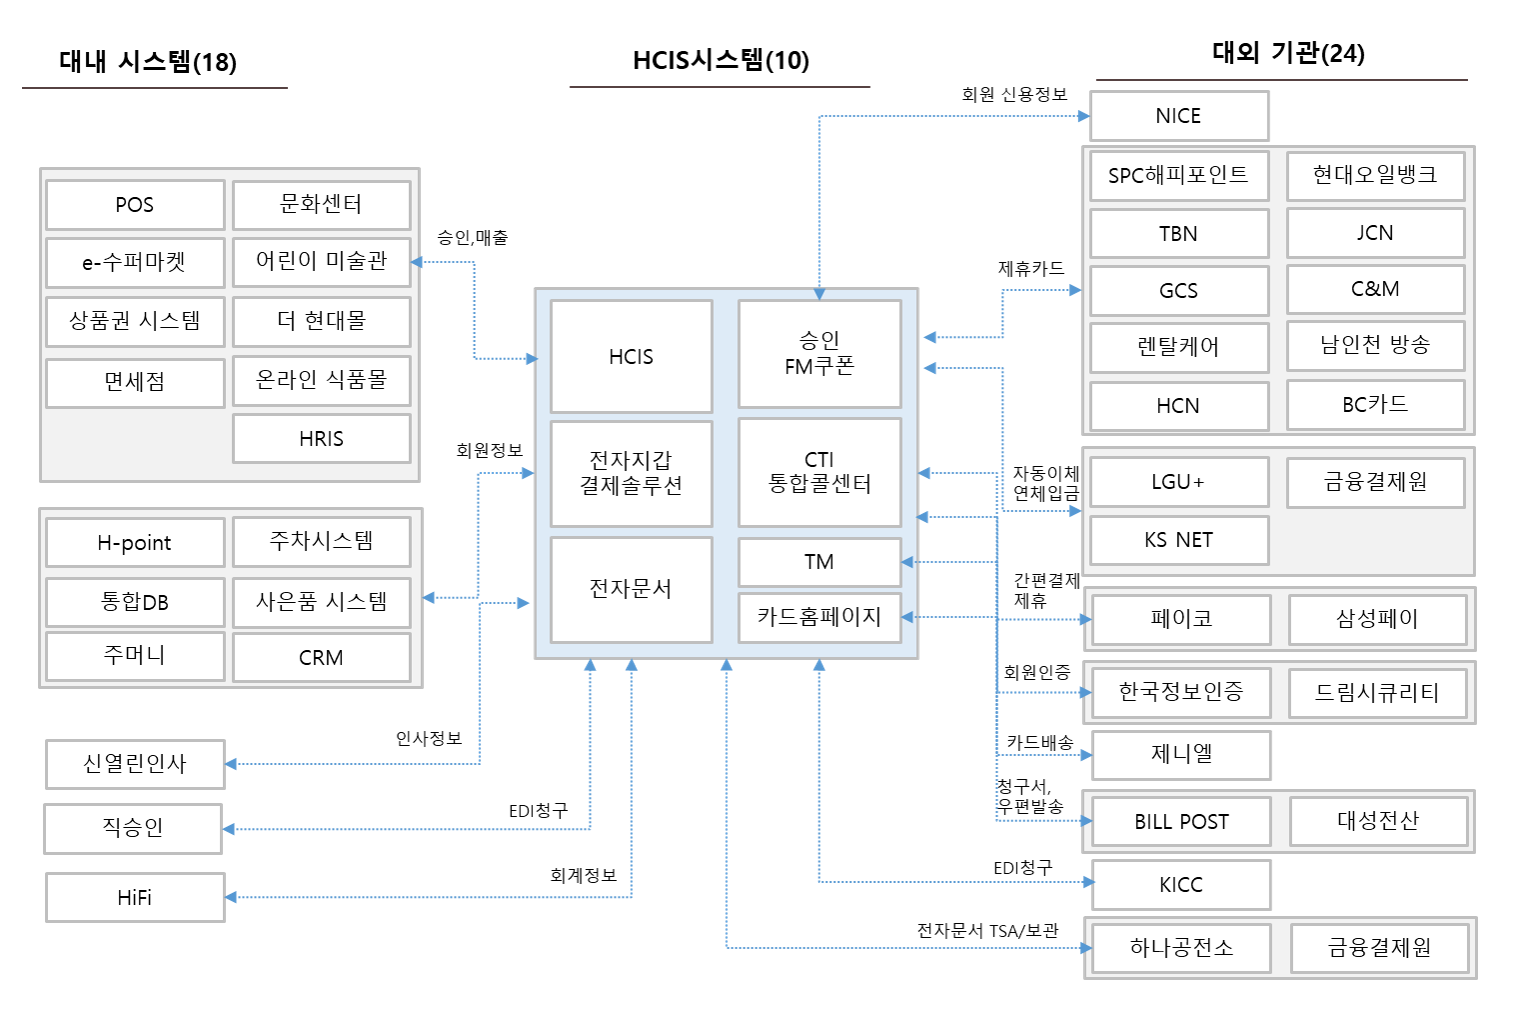 대내 시스템(18)
HCIS시스템(10)
대외 기관(24)
POS
문화센터
e-수퍼마켓
어린이 미술관
상품권 시스템
더 현대몰
면세점
온라인 식품몰
HRIS
H-point
주차시스템
통합DB
사은품 시스템
주머니
CRM
신열린인사
직승인
HiFi
승인,매출
회원정보
인사정보
EDI청구
회계정보
HCIS
승인
FM쿠폰
전자지갑
결제솔루션
CTI
통합콜센터
전자문서
TM
카드홈페이지
회원 신용정보
제휴카드
자동이체
연체입금
간편결제
제휴
회원인증
카드배송
청구서,
우편발송
EDI청구
전자문서 TSA/보관
NICE
SPC해피포인트
현대오일뱅크
TBN
JCN
GCS
C&M
렌탈케어
남인천 방송
HCN
BC카드
LGU+
금융결제원
KS NET
페이코
삼성페이
한국정보인증
드림시큐리티
제니엘
BILL POST
대성전산
KICC
하나공전소
금융결제원